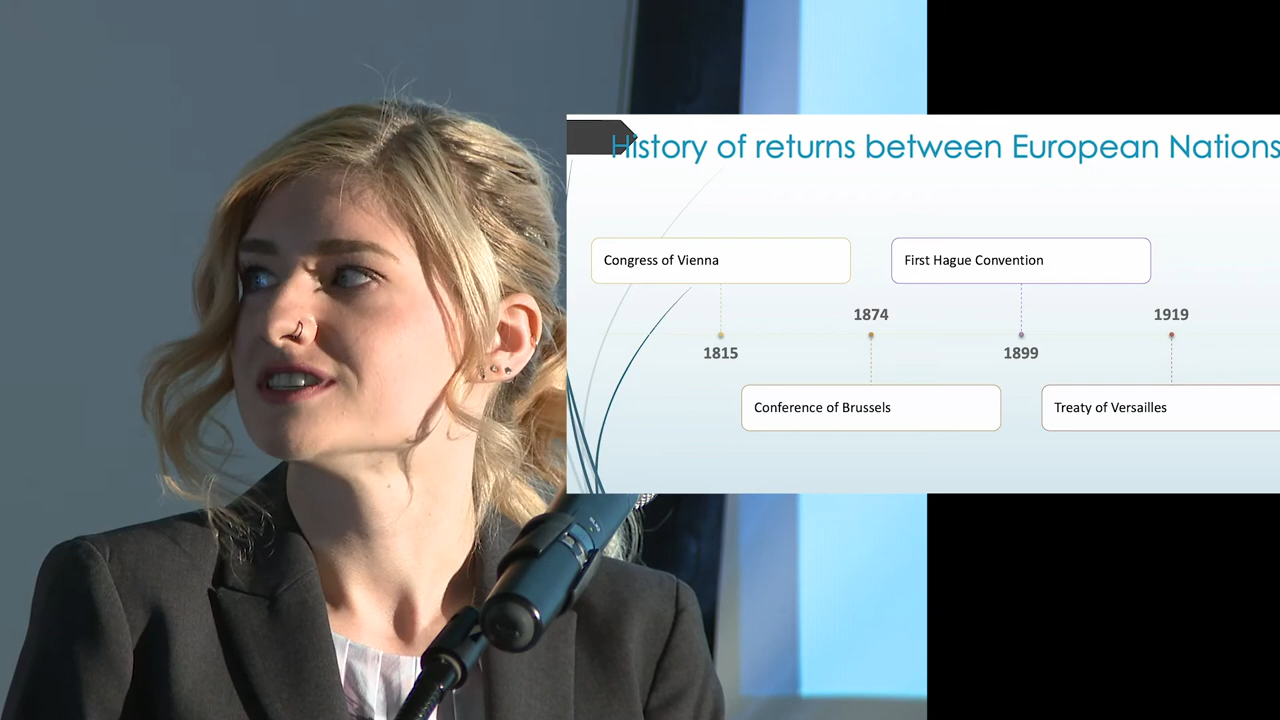 History of returns between European Nations
Congress of Vienna
First Hague Convention
1874
1919
1815
1899
Conference of Brussels
Treaty of Versailles